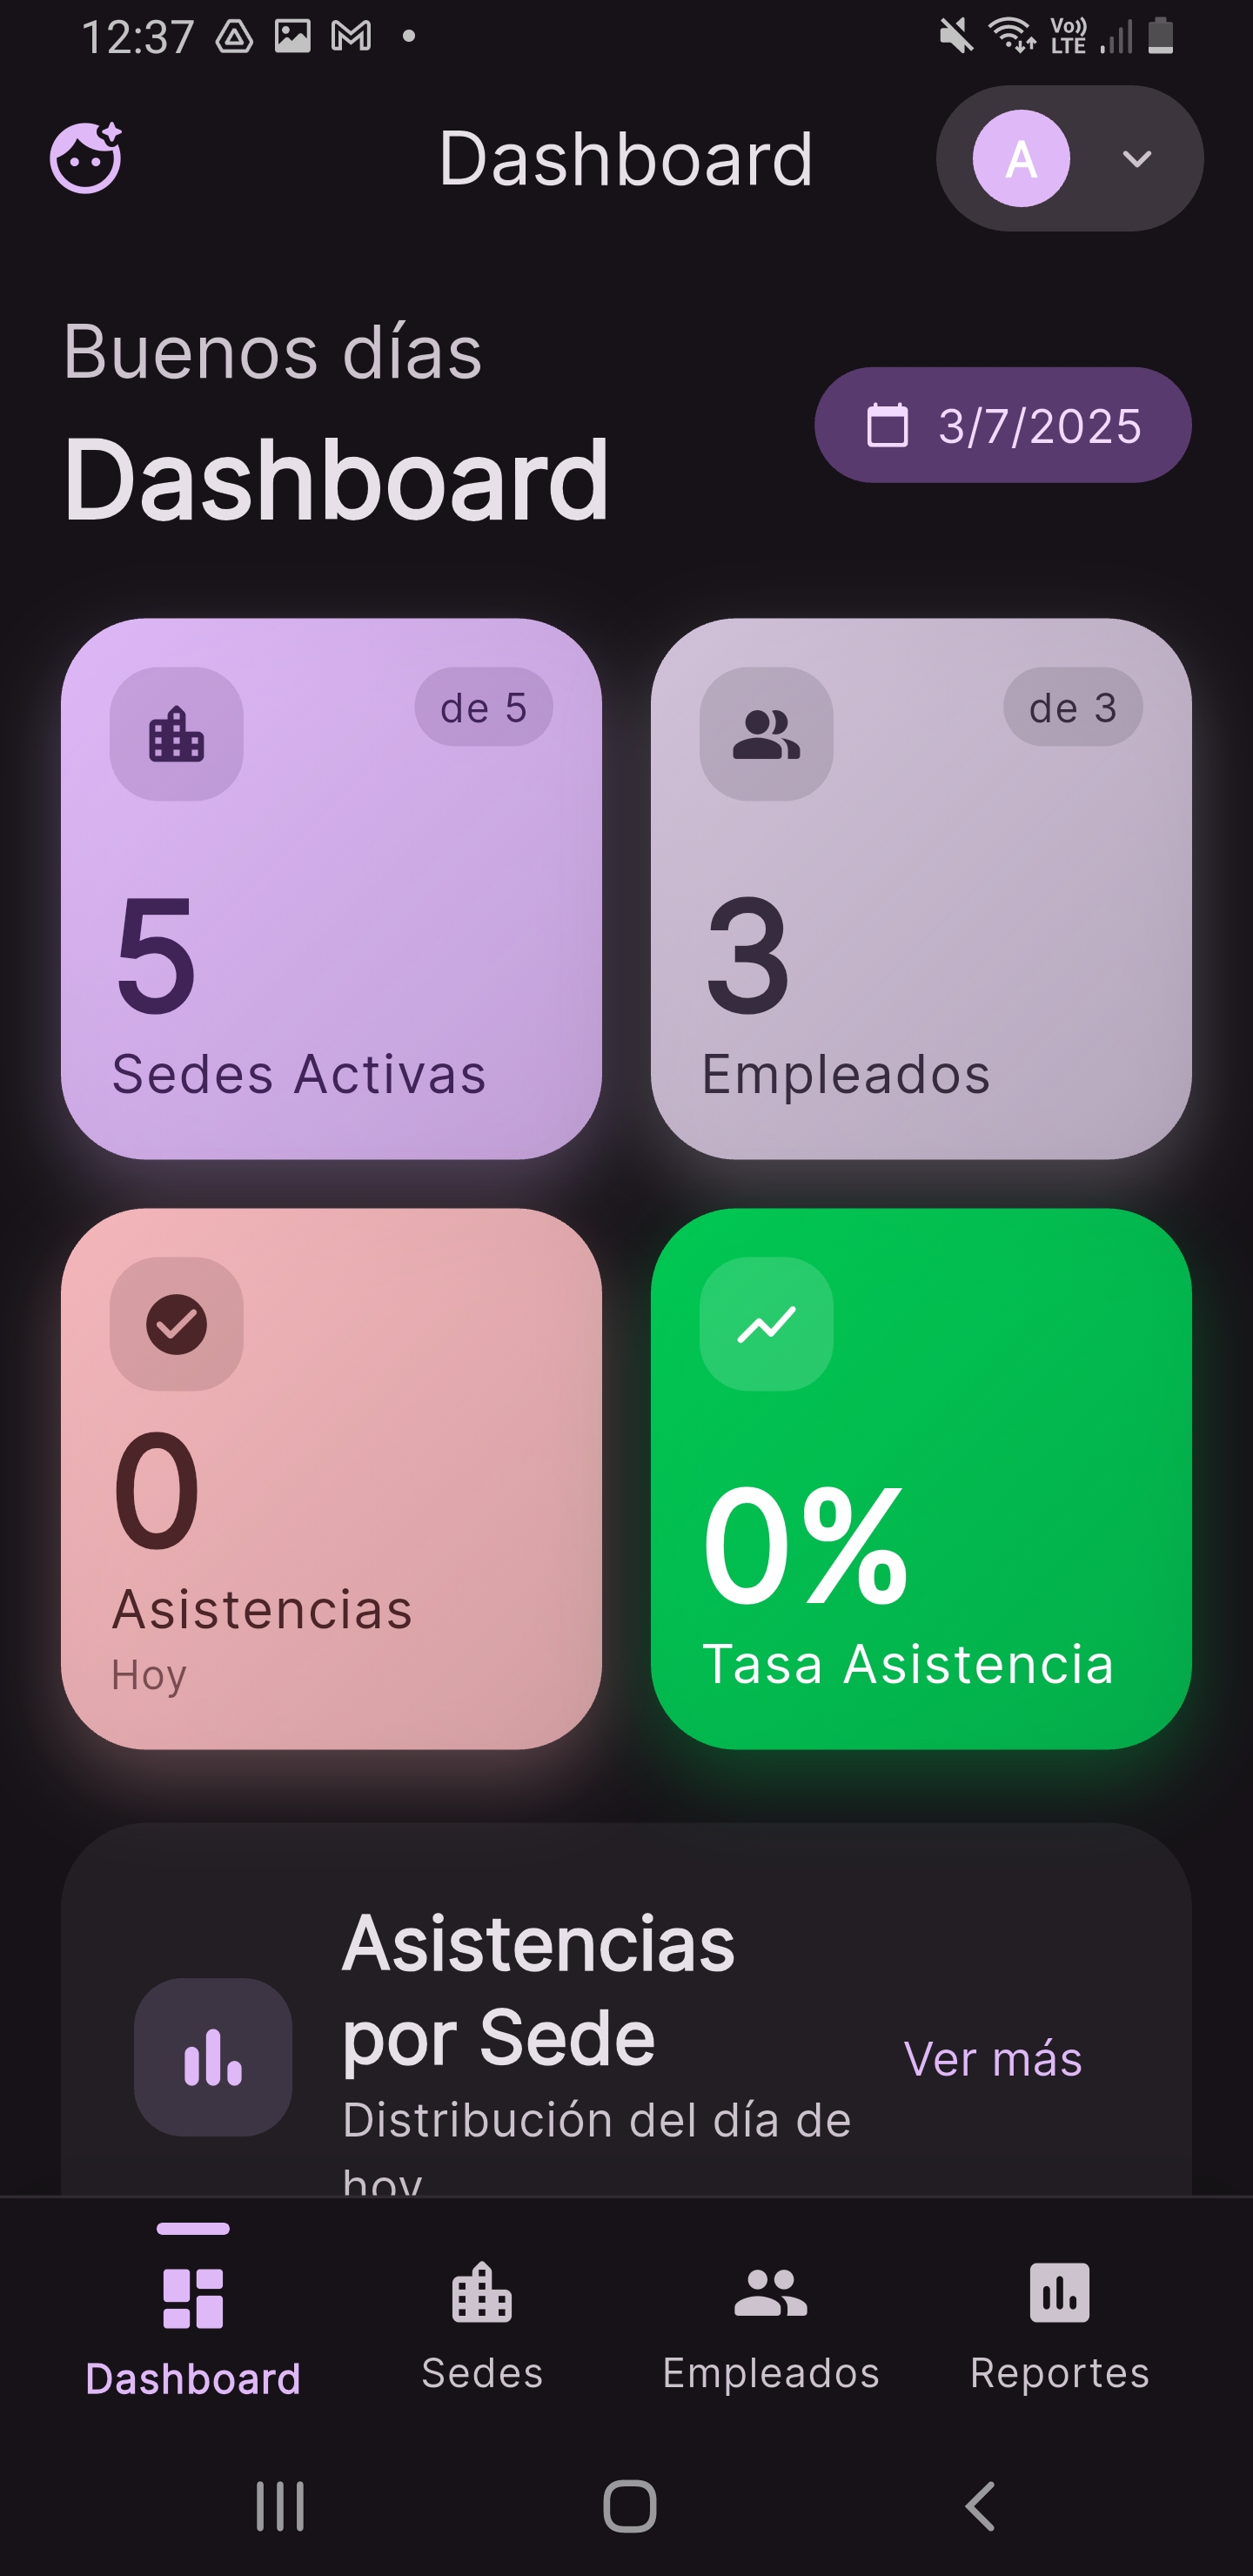 12:37
Vo))
LTE
Dashboard
A
Buenos días
Dashboard
3/7/2025
de 5
5
Sedes Activas
de 3
3
Empleados
0
Asistencias
Hoy
0%
Tasa Asistencia
Asistencias
por Sede
Distribución del día de
hoy
Ver más
Dashboard
Sedes
Empleados
Reportes